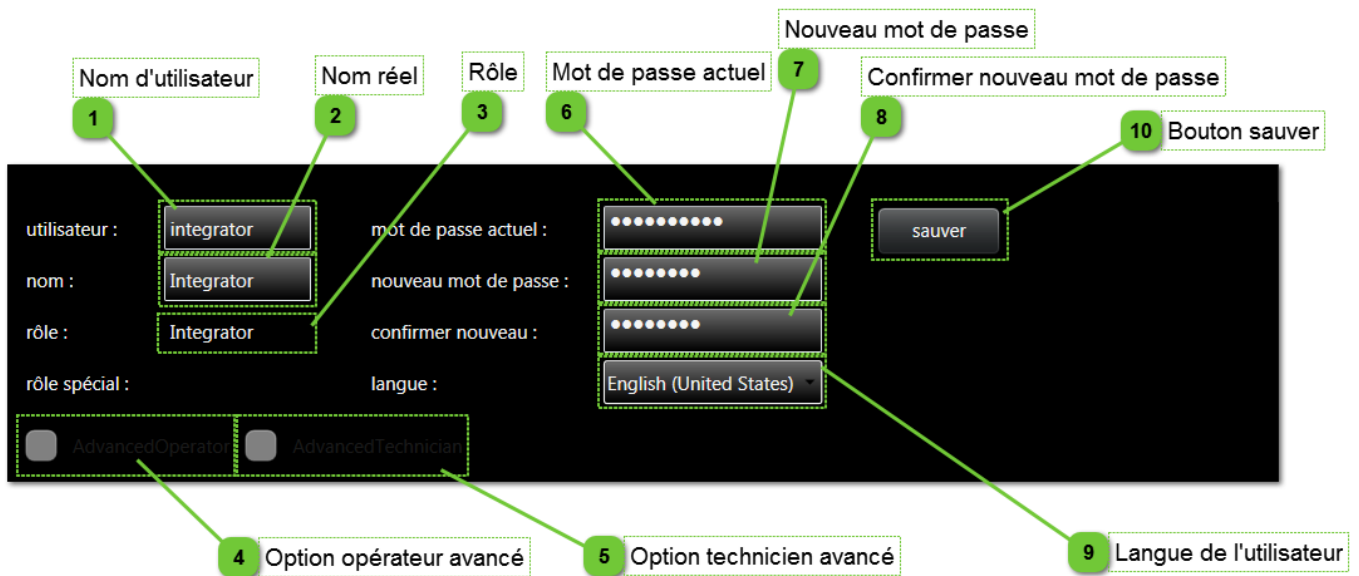 Nouveau mot de passe
Nom d'utilisateur
Nom réel
Rôle
Mot de passe actuel
7
Confirmer nouveau mot de passe
1
2
3
6
8
10 Bouton sauver
utilisateur : integrator mot de passe actuel : ●●●●●●●●●● sauver
nom : Integrator nouveau mot de passe : ●●●●●●●●
rôle : Integrator confirmer nouveau : ●●●●●●●●
rôle spécial : langue : English (United States)
AdvancedOperator AdvancedTechnician
4 Option opérateur avancé
5 Option technicien avancé
9 Langue de l'utilisateur